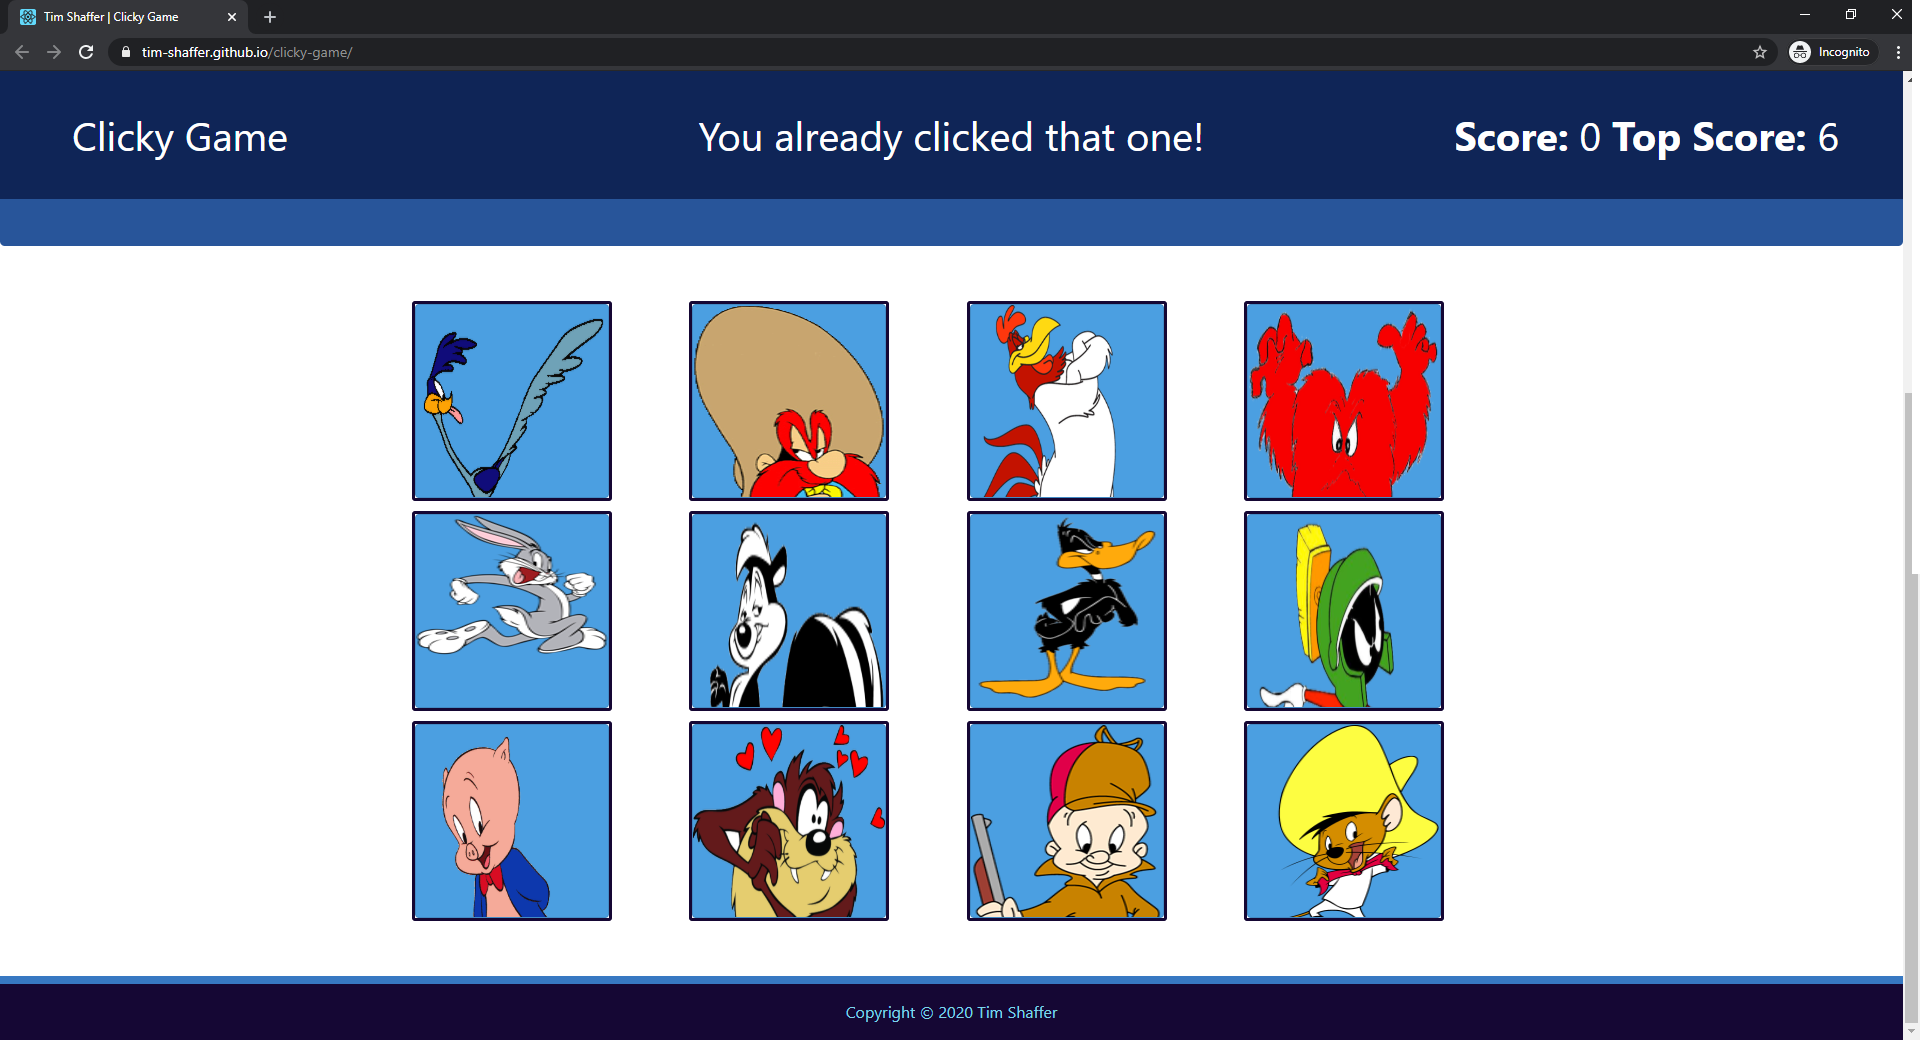 Tim Shaffer | Clicky Game
tim-shaffer.github.io/clicky-game/
Incognito
Clicky Game
You already clicked that one!
Score: 0 Top Score: 6
Copyright © 2020 Tim Shaffer